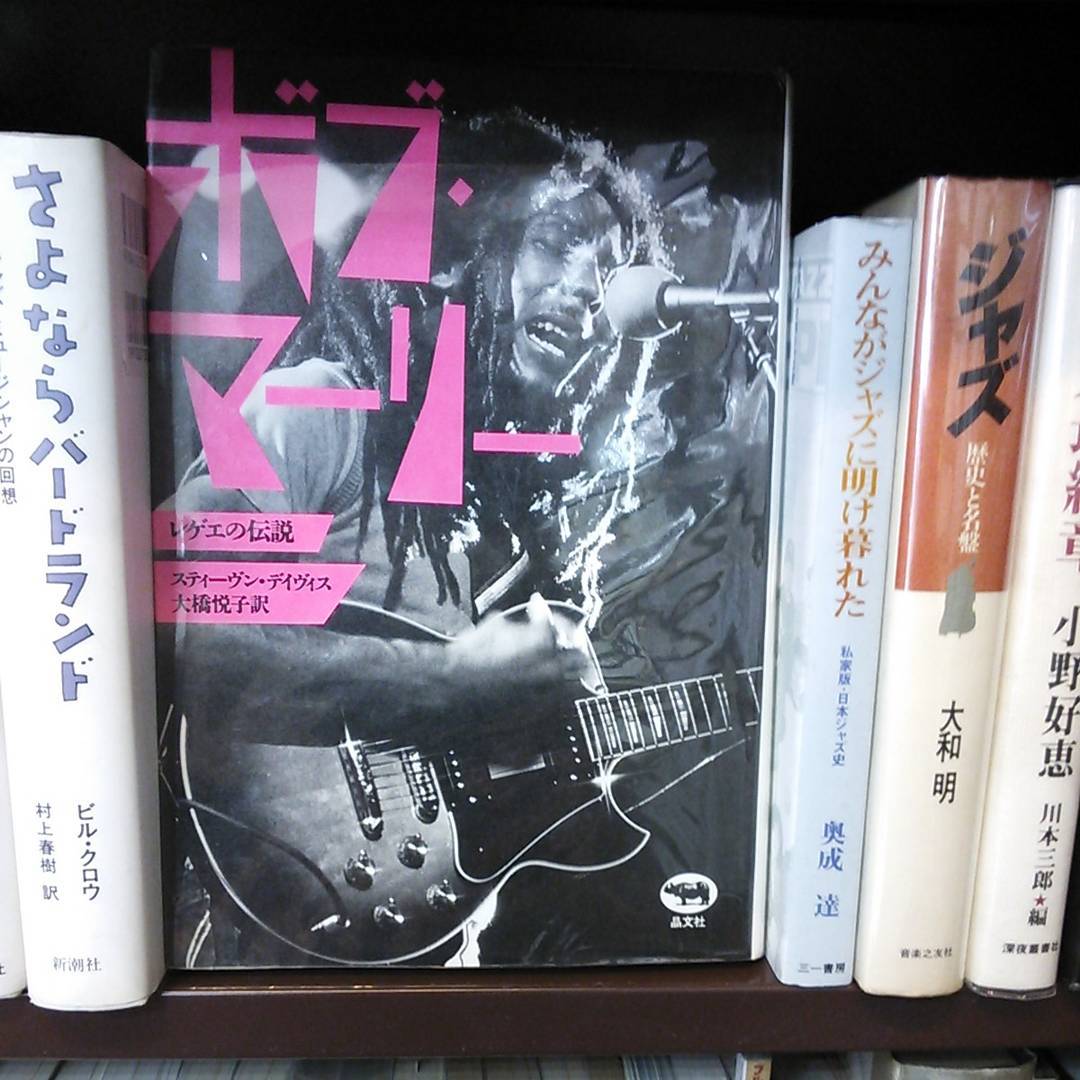 さよならバードランド
ミュージシャンの回想
ビル・クロウ
村上春樹 訳
新潮社
ボブ・
マーリー
レゲエの伝説
スティーヴン・デイヴィス
大橋悦子訳
晶文社
みんながジャズに明け暮れた
私家版・日本ジャズ史
奥成 達
三一書房
ジャズ
歴史と名盤
大和 明
音楽之友社
小野好恵
川本三郎★編
深夜叢書社